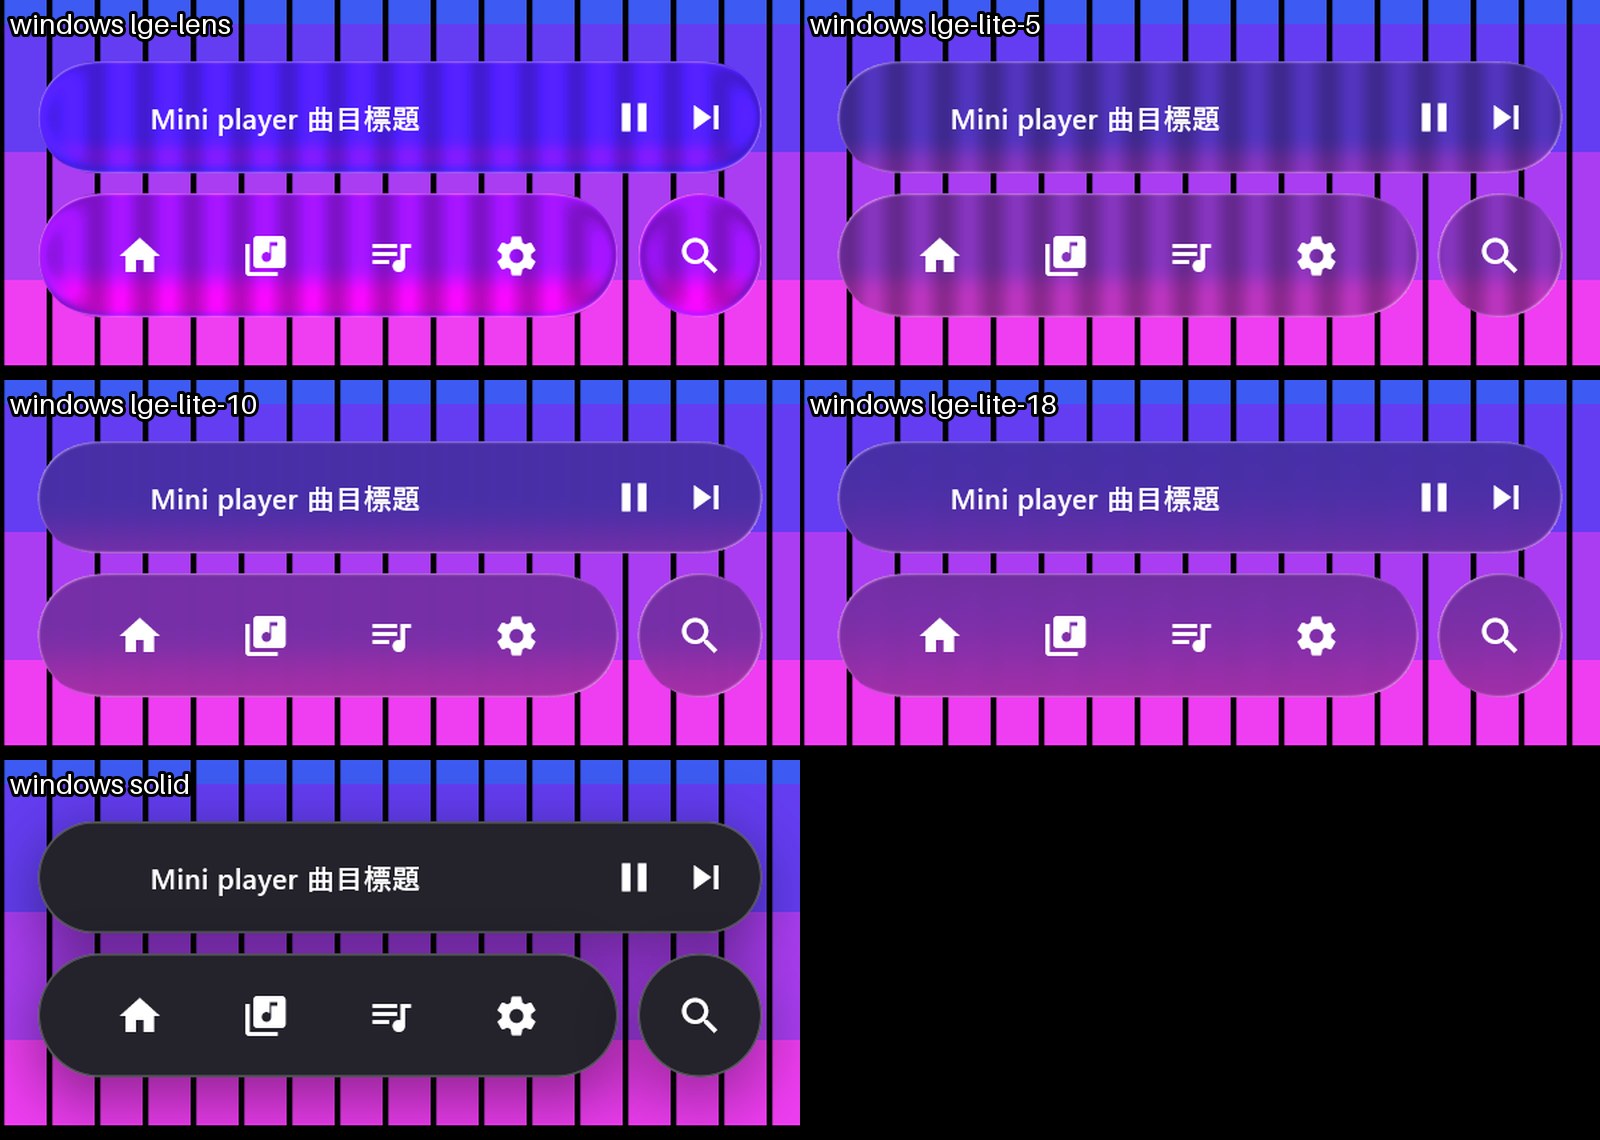 windows lge-lens
Mini player 曲目標題
windows lge-lite-5
Mini player 曲目標題
windows lge-lite-10
Mini player 曲目標題
windows lge-lite-18
Mini player 曲目標題
windows solid
Mini player 曲目標題